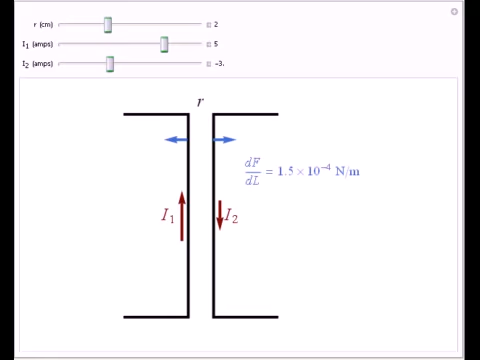 r (cm) 2
I₁ (amps) 5
I₂ (amps) -3.
r
dF/dL = 1.5 × 10⁻⁴ N/m
I₁ I₂